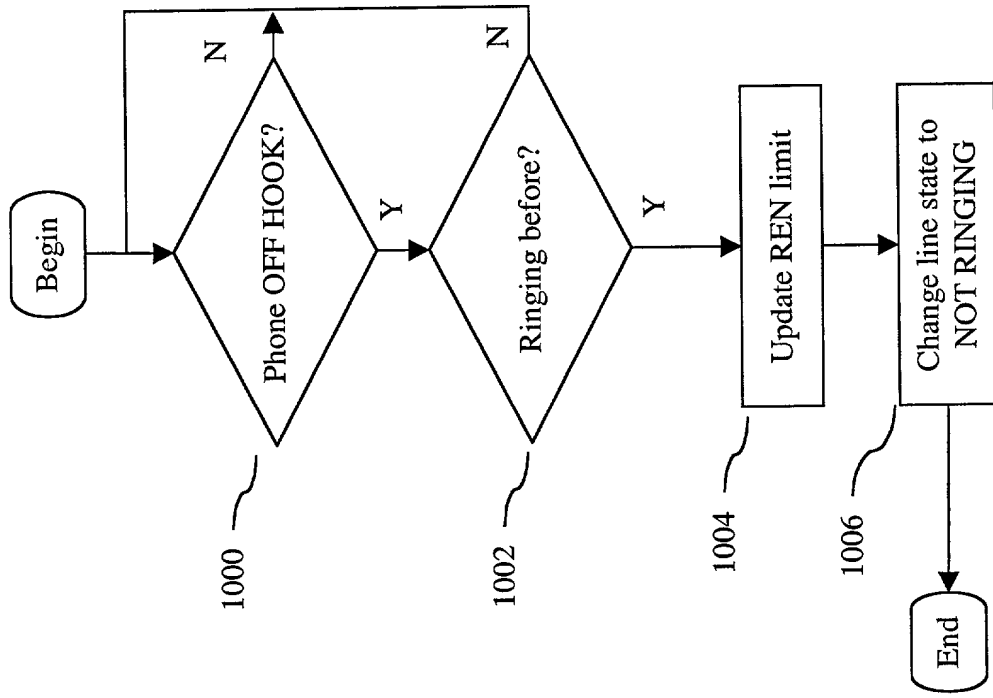 Begin
Phone OFF HOOK?
N
Y
1000
Ringing before?
N
Y
1002
Update REN limit
1004
Change line state to
NOT RINGING
1006
End